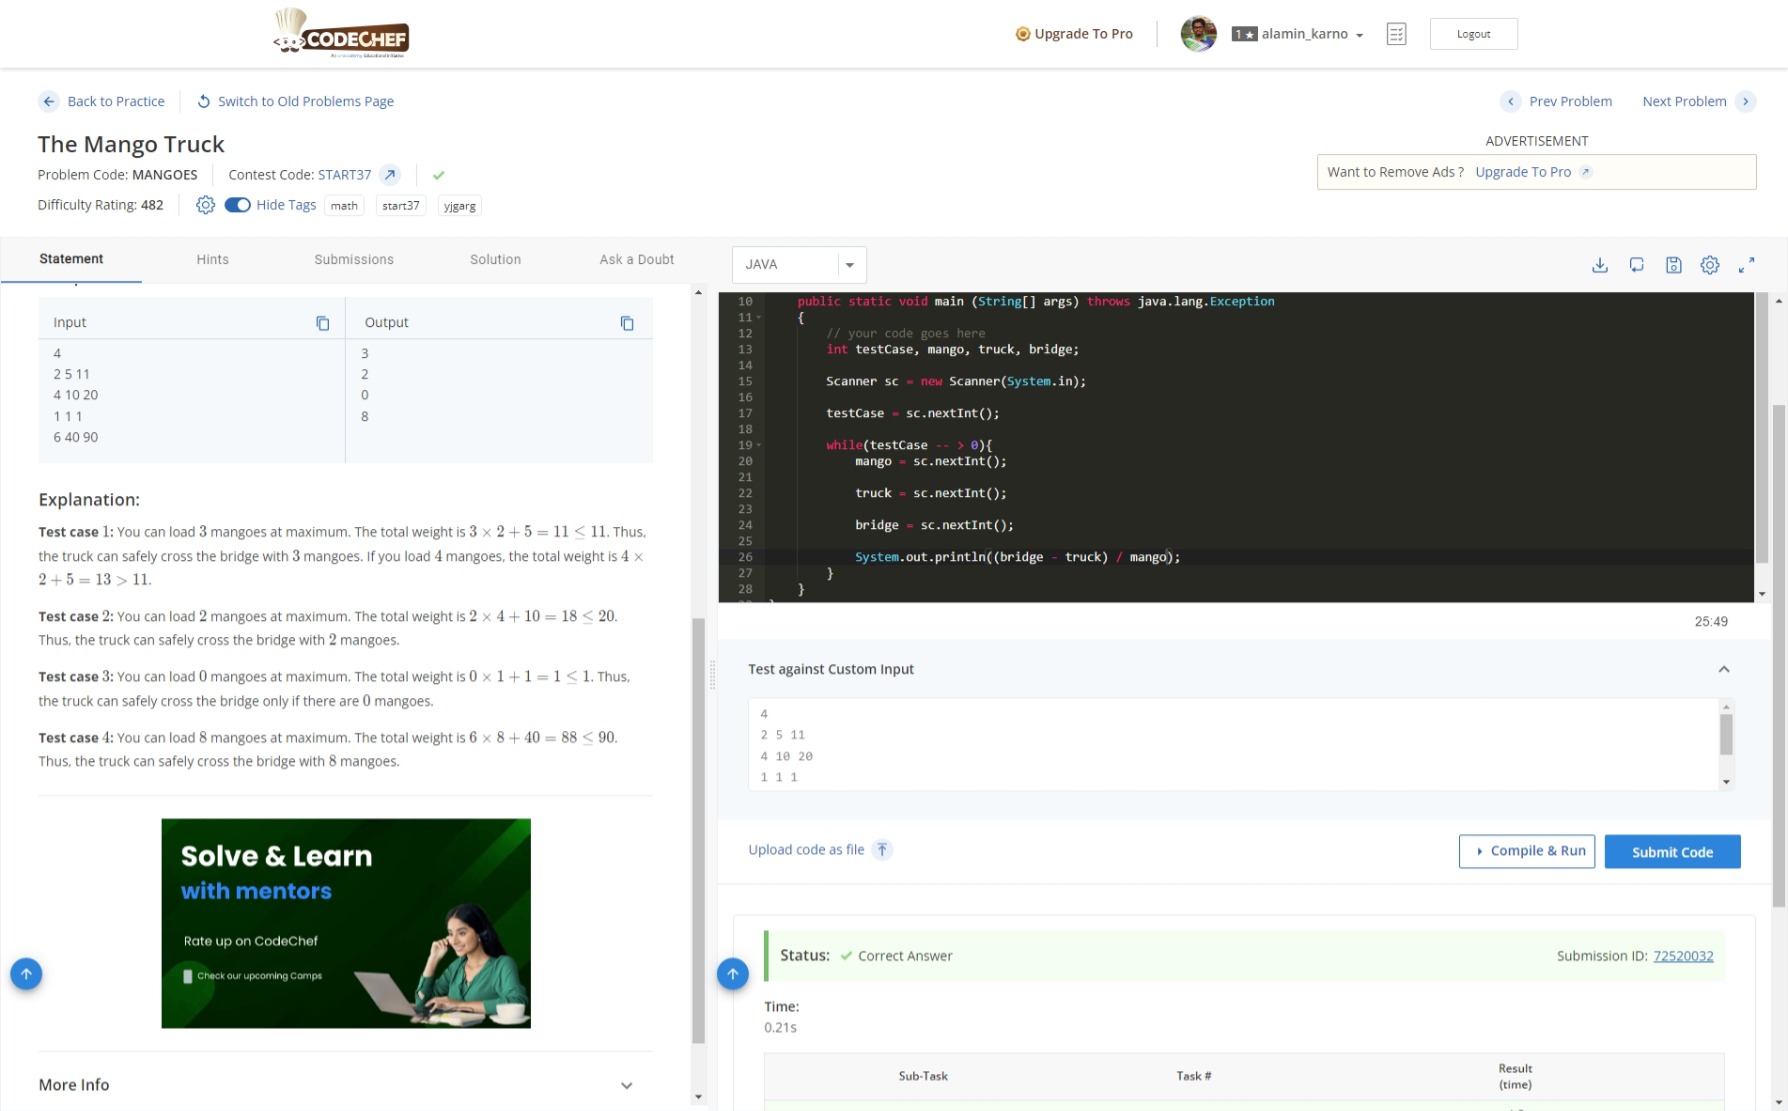 CODECHEF
Upgrade To Pro
1★ alamin_karno
Logout
Back to Practice
Switch to Old Problems Page
Prev Problem
Next Problem
The Mango Truck
ADVERTISEMENT
Problem Code: MANGOES
Contest Code: START37
Want to Remove Ads ? Upgrade To Pro
Difficulty Rating: 482
Hide Tags
math
start37
yjgarg
Statement
Hints
Submissions
Solution
Ask a Doubt
JAVA
Input
Output
4
2 5 11
4 10 20
1 1 1
6 40 90
3
2
0
8
Explanation:
Test case 1: You can load 3 mangoes at maximum. The total weight is 3 × 2 + 5 = 11 ≤ 11. Thus,
the truck can safely cross the bridge with 3 mangoes. If you load 4 mangoes, the total weight is 4 ×
2 + 5 = 13 > 11.
Test case 2: You can load 2 mangoes at maximum. The total weight is 2 × 4 + 10 = 18 ≤ 20.
Thus, the truck can safely cross the bridge with 2 mangoes.
Test case 3: You can load 0 mangoes at maximum. The total weight is 0 × 1 + 1 = 1 ≤ 1. Thus,
the truck can safely cross the bridge only if there are 0 mangoes.
Test case 4: You can load 8 mangoes at maximum. The total weight is 6 × 8 + 40 = 88 ≤ 90.
Thus, the truck can safely cross the bridge with 8 mangoes.
Solve & Learn
with mentors
Rate up on CodeChef
Check our upcoming Camps
More Info
10 public static void main (String[] args) throws java.lang.Exception
11 {
12 // your code goes here
13 int testCase, mango, truck, bridge;
14
15 Scanner sc = new Scanner(System.in);
16
17 testCase = sc.nextInt();
18
19 while(testCase -- > 0){
20 mango = sc.nextInt();
21
22 truck = sc.nextInt();
23
24 bridge = sc.nextInt();
25
26 System.out.println((bridge - truck) / mango);
27 }
28 }
25:49
Test against Custom Input
4
2 5 11
4 10 20
1 1 1
Upload code as file
Compile & Run
Submit Code
Status: Correct Answer
Submission ID: 72520032
Time:
0.21s
Sub-Task
Task #
Result
(time)